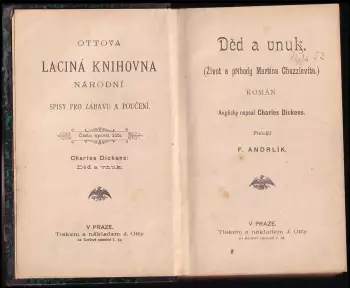 OTTOVA
LACINÁ KNIHOVNA
NÁRODNÍ.
SPISY PRO ZÁBAVU A POUČENÍ.
Charles Dickens:
Děd a vnuk.
V PRAZE.
Tiskem a nákladem J. Otty
Děd a vnuk.
(Život a příhody Martina Chuzzlewita.)
ROMÁN.
Anglicky napsal Charles Dickens.
Přeložil
F. ANDRLÍK.
V PRAZE.
Tiskem a nákladem J. Otty